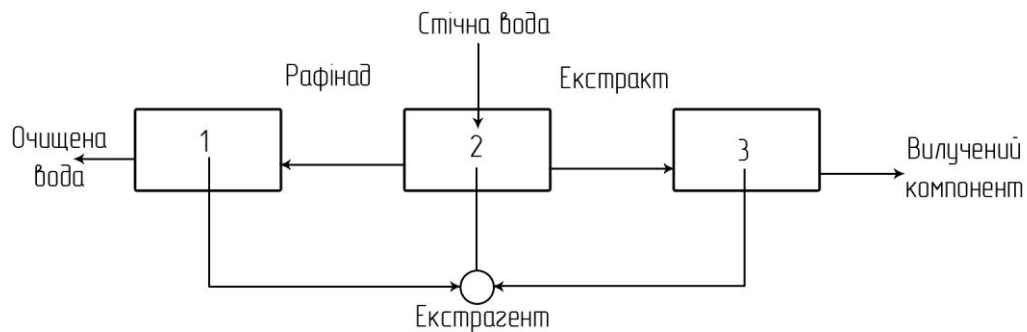 Стічна вода
Рафінад
Екстракт
Очищена
вода
1
2
3
Вилучений
компонент
Екстрагент